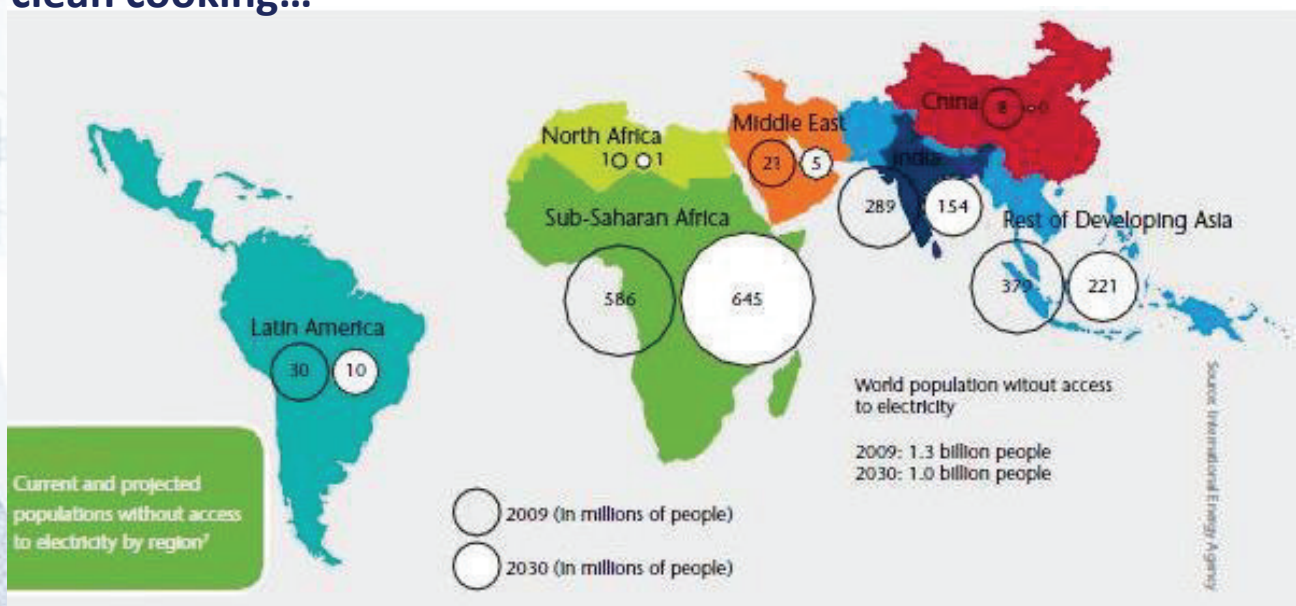 clean cooking...
North Africa
1 1
Middle East
21 5
China
8 0
India
289 154
Sub-Saharan Africa
586 645
Rest of Developing Asia
379 221
Latin America
30 10
World population witout access
to electricity
2009: 1.3 billion people
2030: 1.0 billion people
Source: International Energy Agency
Current and projected
populations without access
to electricity by region⁷
2009 (in millions of people)
2030 (in millions of people)